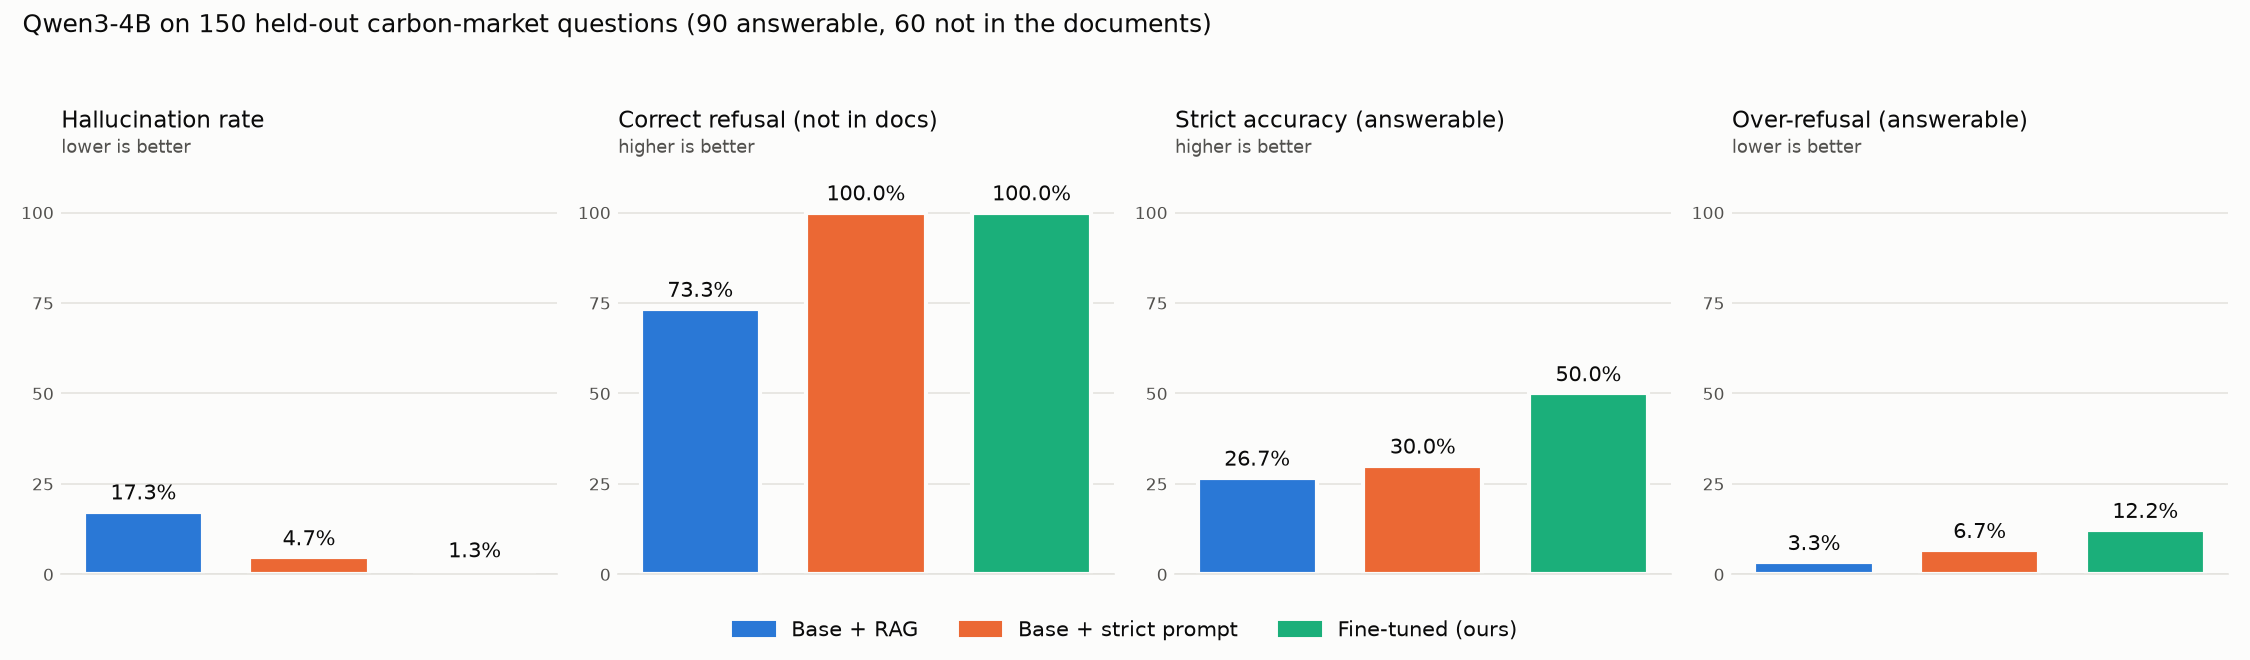 Qwen3-4B on 150 held-out carbon-market questions (90 answerable, 60 not in the documents)
Hallucination rate
lower is better
100
75
50
25
0
17.3%
4.7%
1.3%
Correct refusal (not in docs)
higher is better
100
75
50
25
0
73.3%
100.0%
100.0%
Strict accuracy (answerable)
higher is better
100
75
50
25
0
26.7%
30.0%
50.0%
Over-refusal (answerable)
lower is better
100
75
50
25
0
3.3%
6.7%
12.2%
Base + RAG
Base + strict prompt
Fine-tuned (ours)